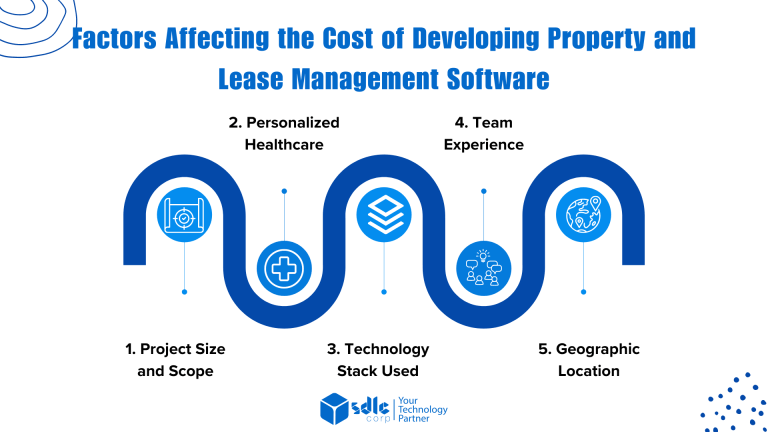 Factors Affecting the Cost of Developing Property and
Lease Management Software
2. Personalized
Healthcare
4. Team
Experience
1. Project Size
and Scope
3. Technology
Stack Used
5. Geographic
Location
sdlc
corp
Your
Technology
Partner